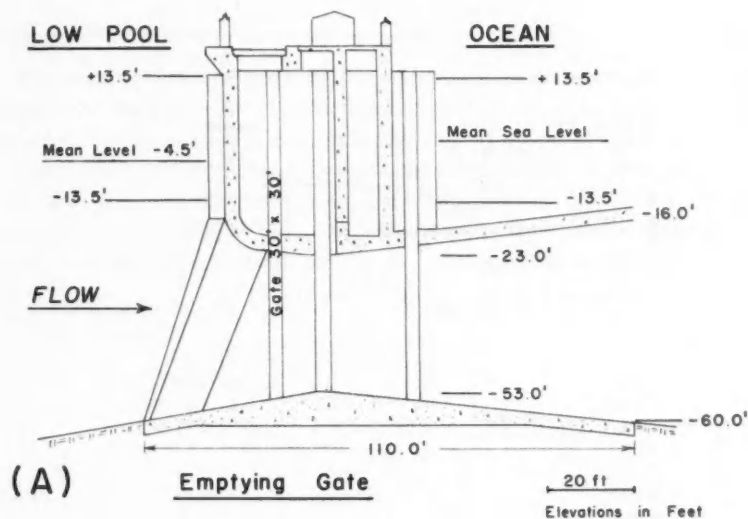 LOW POOL
OCEAN
+13.5'
+13.5'
Mean Level -4.5'
Mean Sea Level
-13.5'
-13.5'
-16.0'
-23.0'
Gate 30' x 30'
FLOW
-53.0'
-60.0'
110.0'
(A)
Emptying Gate
20 ft
Elevations in Feet